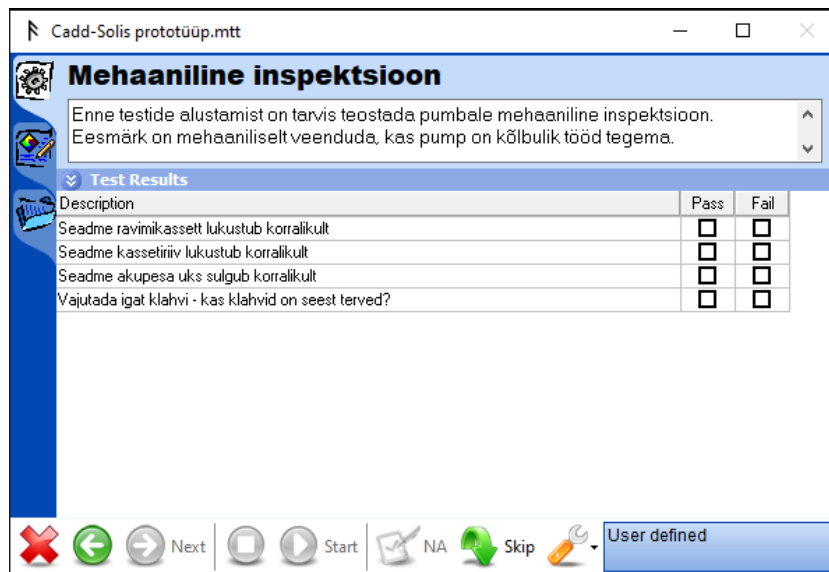 Cadd-Solis prototüüp.mtt
Mehaaniline inspektsioon
Enne testide alustamist on tarvis teostada pumbale mehaaniline inspektsioon.
Eesmärk on mehaaniliselt veenduda, kas pump on kõlbulik tööd tegema.
Test Results
Description Pass Fail
Seadme ravimikassett lukustub korralikult
Seadme kassetiriiv lukustub korralikult
Seadme akupesa uks sulgub korralikult
Vajutada igat klahvi - kas klahvid on seest terved?
Next Start NA Skip User defined